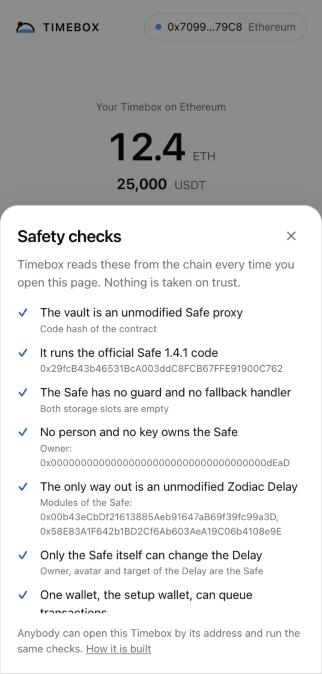 TIMEBOX
0x7099...79C8 Ethereum
Your Timebox on Ethereum
12.4 ETH
25,000 USDT
Safety checks
Timebox reads these from the chain every time you
open this page. Nothing is taken on trust.
The vault is an unmodified Safe proxy
Code hash of the contract
It runs the official Safe 1.4.1 code
0x29fcB43b46531BcA003ddC8FCB67FFE91900C762
The Safe has no guard and no fallback handler
Both storage slots are empty
No person and no key owns the Safe
Owner:
0x000000000000000000000000000000000000dEaD
The only way out is an unmodified Zodiac Delay
Modules of the Safe:
0x00b43eCbDf21613885Aeb91647aB69f39fc99a3D,
0x58E83A1F642b1BD2Cf6Ab603AeA19C06b4108e9E
Only the Safe itself can change the Delay
Owner, avatar and target of the Delay are the Safe
One wallet, the setup wallet, can queue
transactions
Anybody can open this Timebox by its address and run the
same checks. How it is built